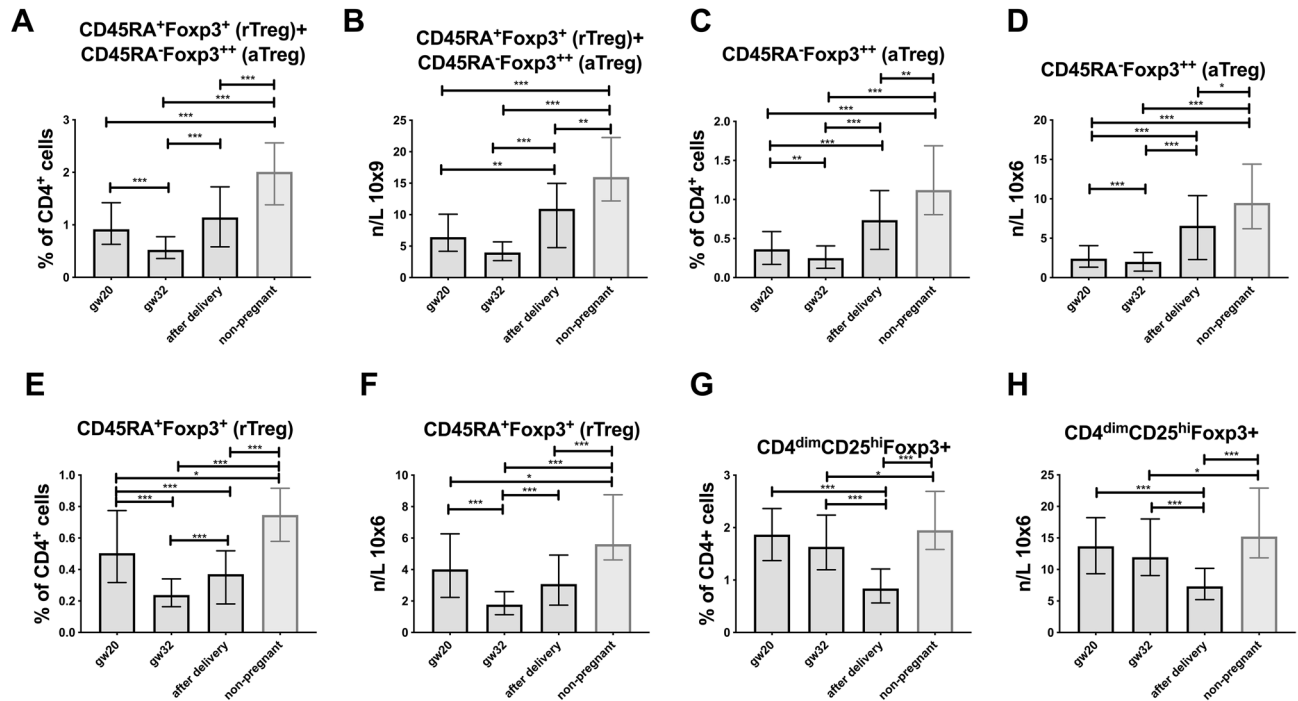 A
CD45RA⁺Foxp3⁺ (rTreg)+
CD45RA⁻Foxp3⁺⁺ (aTreg)
***
***
***
***
***
% of CD4⁺ cells
3
2
1
0
gw20
gw32
after delivery
non-pregnant
B
CD45RA⁺Foxp3⁺ (rTreg)+
CD45RA⁻Foxp3⁺⁺ (aTreg)
***
***
**
***
**
n/L 10x9
25
20
15
10
5
0
gw20
gw32
after delivery
non-pregnant
C
CD45RA⁻Foxp3⁺⁺ (aTreg)
**
***
***
***
***
**
% of CD4⁺ cells
2.0
1.5
1.0
0.5
0.0
gw20
gw32
after delivery
non-pregnant
D
CD45RA⁻Foxp3⁺⁺ (aTreg)
*
***
***
***
***
***
n/L 10x6
20
15
10
5
0
gw20
gw32
after delivery
non-pregnant
E
CD45RA⁺Foxp3⁺ (rTreg)
***
***
*
***
***
***
% of CD4⁺ cells
1.0
0.8
0.6
0.4
0.2
0.0
gw20
gw32
after delivery
non-pregnant
F
CD45RA⁺Foxp3⁺ (rTreg)
***
***
*
***
***
n/L 10x6
10
8
6
4
2
0
gw20
gw32
after delivery
non-pregnant
G
CD4ᵈⁱᵐCD25ʰⁱFoxp3+
***
*
***
***
% of CD4+ cells
3
2
1
0
gw20
gw32
after delivery
non-pregnant
H
CD4ᵈⁱᵐCD25ʰⁱFoxp3+
***
*
***
***
n/L 10x6
25
20
15
10
5
0
gw20
gw32
after delivery
non-pregnant